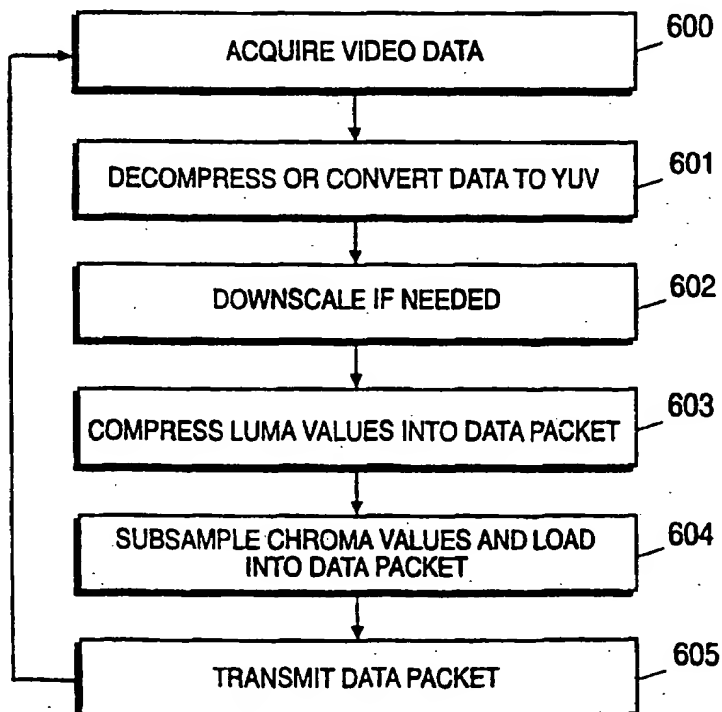 600
ACQUIRE VIDEO DATA
601
DECOMPRESS OR CONVERT DATA TO YUV
602
DOWNSCALE IF NEEDED
603
COMPRESS LUMA VALUES INTO DATA PACKET
604
SUBSAMPLE CHROMA VALUES AND LOAD
INTO DATA PACKET
605
TRANSMIT DATA PACKET